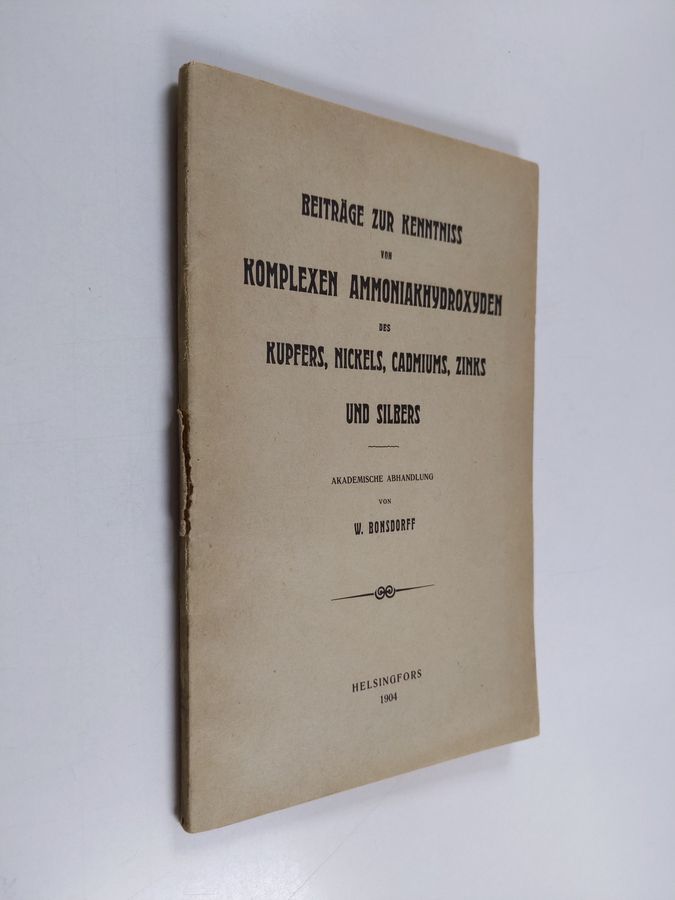 BEITRÄGE ZUR KENNTNISS
VON
KOMPLEXEN AMMONIAKHYDROXYDEN
DES
KUPFERS, NICKELS, CADMIUMS, ZINKS
UND SILBERS
AKADEMISCHE ABHANDLUNG
VON
W. BONSDORFF
HELSINGFORS
1904